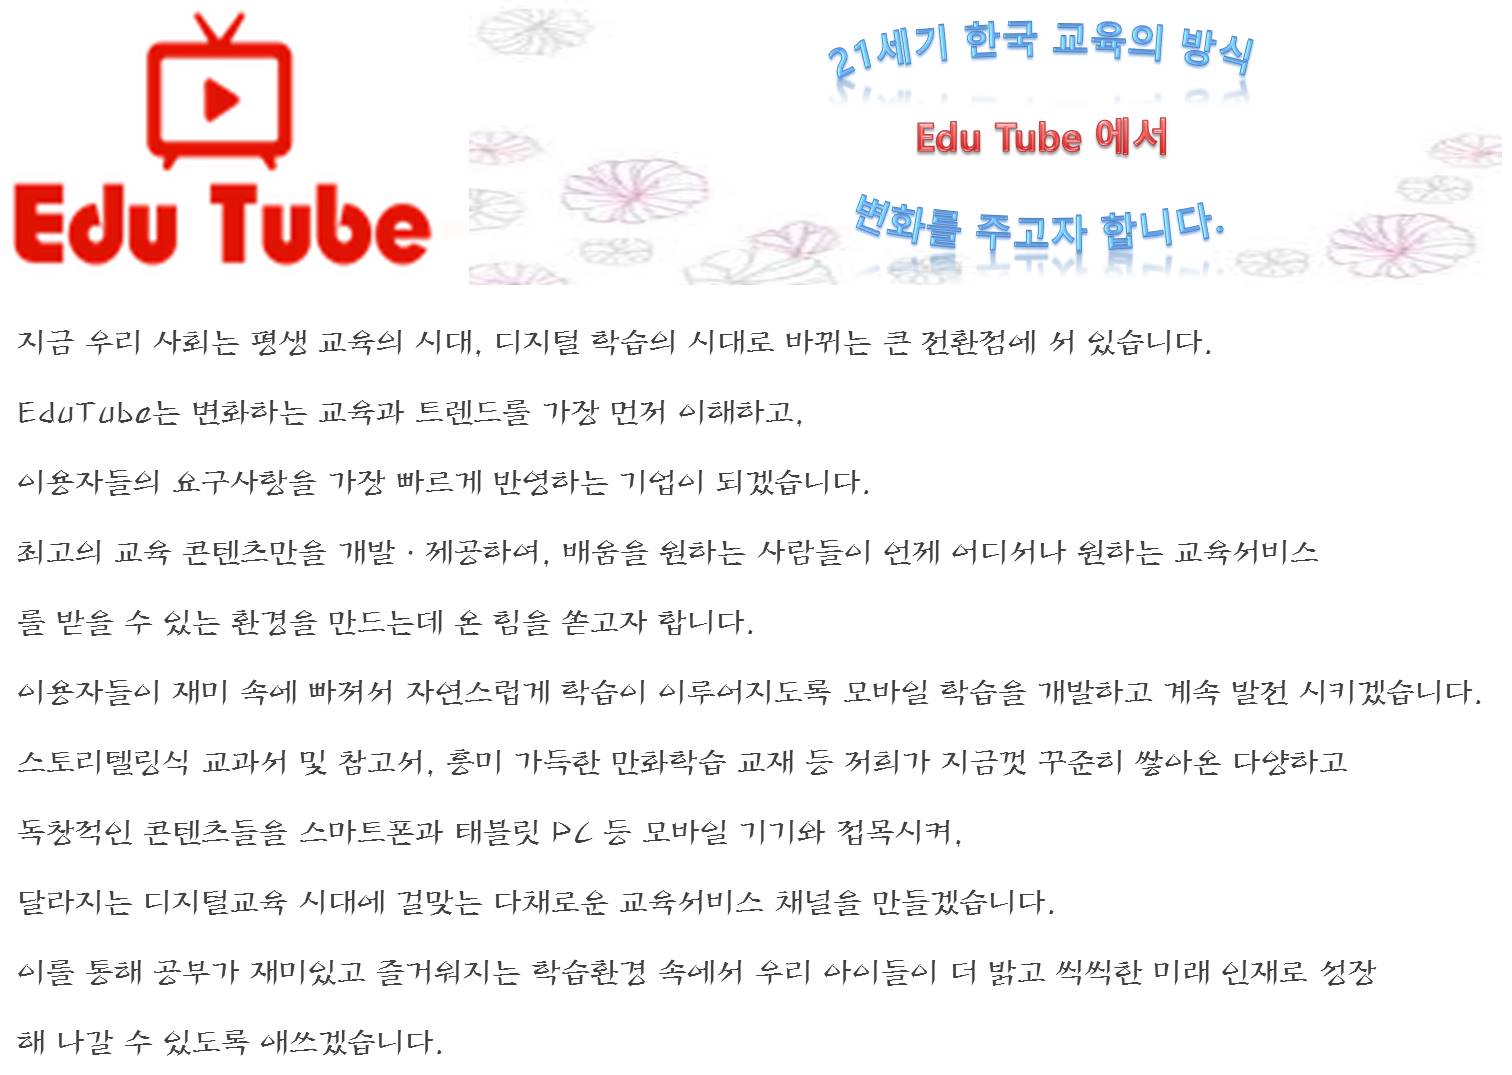 Edu Tube
21세기 한국 교육의 방식
Edu Tube 에서
변화를 주고자 합니다.
지금 우리 사회는 평생 교육의 시대, 디지털 학습의 시대로 바뀌는 큰 전환점에 서 있습니다.
EduTube는 변화하는 교육과 트렌드를 가장 먼저 이해하고,
이용자들의 요구사항을 가장 빠르게 반영하는 기업이 되겠습니다.
최고의 교육 콘텐츠만을 개발·제공하여, 배움을 원하는 사람들이 언제 어디서나 원하는 교육서비스
를 받을 수 있는 환경을 만드는데 온 힘을 쏟고자 합니다.
이용자들이 재미 속에 빠져서 자연스럽게 학습이 이루어지도록 모바일 학습을 개발하고 계속 발전 시키겠습니다.
스토리텔링식 교과서 및 참고서, 흥미 가득한 만화학습 교재 등 저희가 지금껏 꾸준히 쌓아온 다양하고
독창적인 콘텐츠들을 스마트폰과 태블릿 PC 등 모바일 기기와 접목시켜,
달라지는 디지털교육 시대에 걸맞는 다채로운 교육서비스 채널을 만들겠습니다.
이를 통해 공부가 재미있고 즐거워지는 학습환경 속에서 우리 아이들이 더 밝고 씩씩한 미래 인재로 성장
해 나갈 수 있도록 애쓰겠습니다.